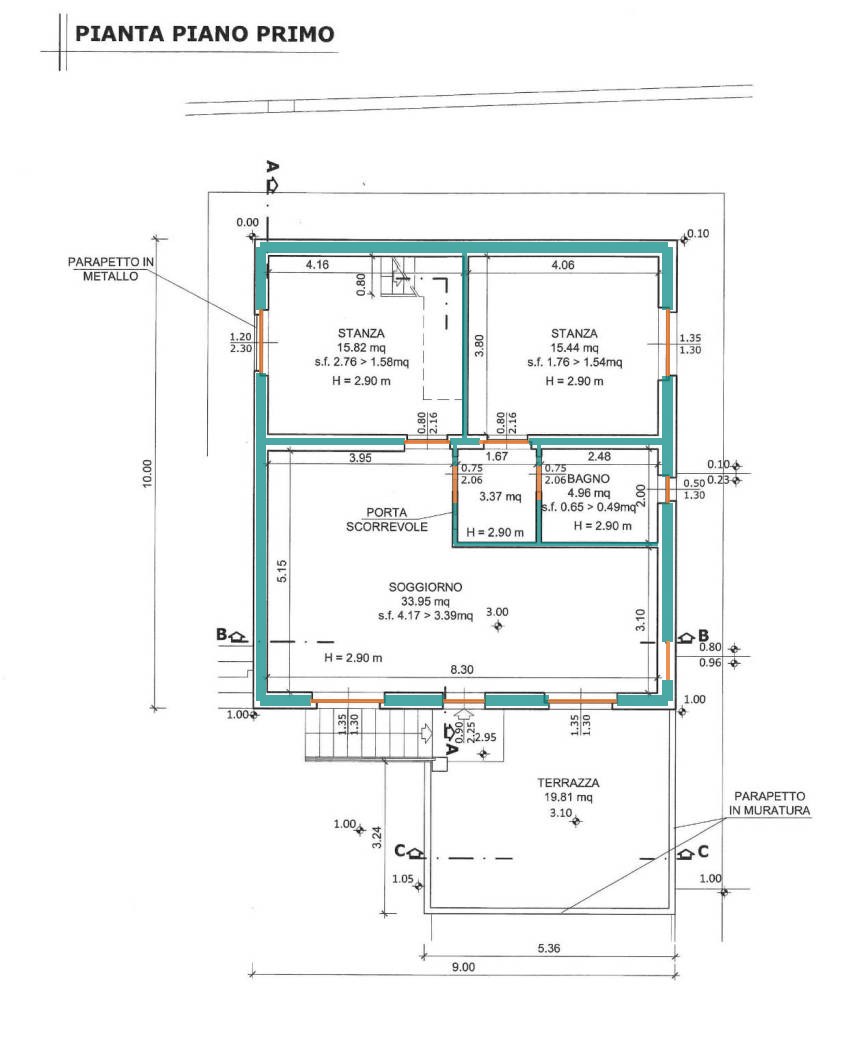 PIANTA PIANO PRIMO
A
0.00
0.10
PARAPETTO IN
METALLO
4.16
4.06
0.80
1.20
2.30
STANZA
15.82 mq
s.f. 2.76 > 1.58mq
H = 2.90 m
3.80
STANZA
15.44 mq
s.f. 1.76 > 1.54mq
H = 2.90 m
1.35
1.30
0.80
2.16
0.80
2.16
3.95
1.67
2.48
10.00
0.75
2.06
0.75
2.06
BAGNO
4.96 mq
s.f. 0.65 > 0.49mq
H = 2.90 m
2.00
0.10
0.23
0.50
1.30
3.37 mq
H = 2.90 m
PORTA
SCORREVOLE
5.15
SOGGIORNO
33.95 mq
s.f. 4.17 > 3.39mq
3.00
3.10
B
B
0.80
0.96
H = 2.90 m
8.30
1.00
1.00
1.35
1.30
0.90
2.25
1.35
1.30
A
2.95
TERRAZZA
19.81 mq
3.10
PARAPETTO
IN MURATURA
1.00
3.24
C
C
1.05
1.00
5.36
9.00